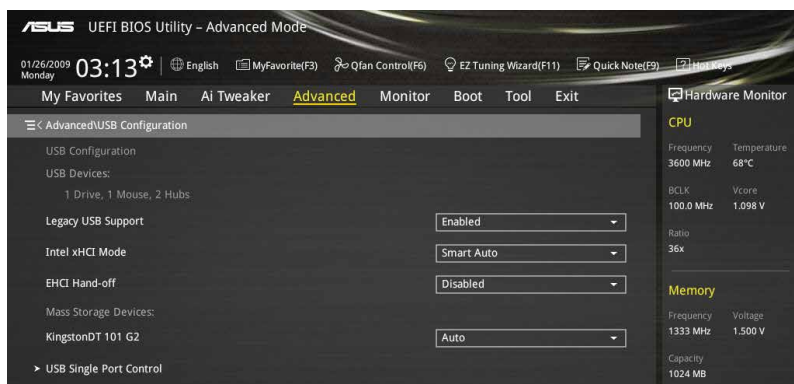 ASUS UEFI BIOS Utility – Advanced Mode
01/26/2009 Monday 03:13 English MyFavorite(F3) Qfan Control(F6) EZ Tuning Wizard(F11) Quick Note(F9) Hot Keys
My Favorites Main Ai Tweaker Advanced Monitor Boot Tool Exit
Advanced\USB Configuration
USB Configuration
USB Devices:
1 Drive, 1 Mouse, 2 Hubs
Legacy USB Support Enabled
Intel xHCI Mode Smart Auto
EHCI Hand-off Disabled
Mass Storage Devices:
KingstonDT 101 G2 Auto
> USB Single Port Control
Hardware Monitor
CPU
Frequency Temperature
3600 MHz 68°C
BCLK Vcore
100.0 MHz 1.098 V
Ratio
36x
Memory
Frequency Voltage
1333 MHz 1.500 V
Capacity
1024 MB